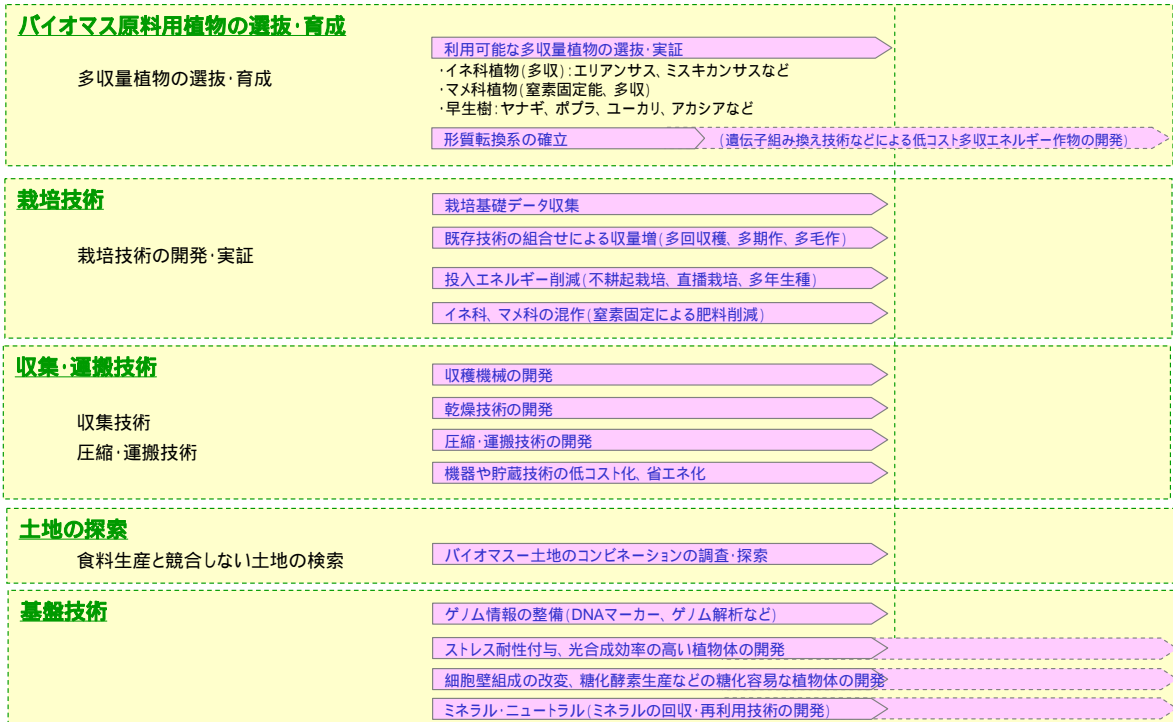 バイオマス原料用植物の選抜・育成
利用可能な多収量植物の選抜・実証
多収量植物の選抜・育成
・イネ科植物(多収):エリアンサス、ミスキカンサスなど
・マメ科植物(窒素固定能、多収)
・早生樹:ヤナギ、ポプラ、ユーカリ、アカシアなど
形質転換系の確立
(遺伝子組み換え技術などによる低コスト多収エネルギー作物の開発)
栽培技術
栽培基礎データ収集
既存技術の組合せによる収量増(多回収穫、多期作、多毛作)
栽培技術の開発・実証
投入エネルギー削減(不耕起栽培、直播栽培、多年生種)
イネ科、マメ科の混作(窒素固定による肥料削減)
収集・運搬技術
収穫機械の開発
乾燥技術の開発
収集技術
圧縮・運搬技術の開発
圧縮・運搬技術
機器や貯蔵技術の低コスト化、省エネ化
土地の探索
食料生産と競合しない土地の検索
バイオマスー土地のコンビネーションの調査・探索
基盤技術
ゲノム情報の整備(DNAマーカー、ゲノム解析など)
ストレス耐性付与、光合成効率の高い植物体の開発
細胞壁組成の改変、糖化酵素生産などの糖化容易な植物体の開発
ミネラル・ニュートラル(ミネラルの回収・再利用技術の開発)